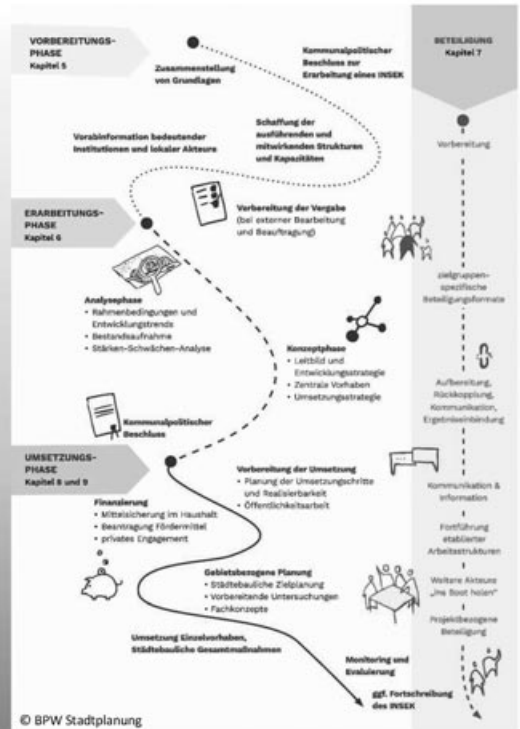 VORBEREITUNGS-
PHASE
Kapitel 5
Zusammenstellung
von Grundlagen
Kommunalpolitischer
Beschluss zur
Erarbeitung eines INSEK
Vorabinformation bedeutender
Institutionen und lokaler Akteure
Schaffung der
ausführenden und
mitwirkenden Strukturen
und Kapazitäten
Vorbereitung der Vergabe
(bei externer Bearbeitung
und Beauftragung)
ERARBEITUNGS-
PHASE
Kapitel 6
Analysephase
• Rahmenbedingungen und
Entwicklungstrends
• Bestandsaufnahme
• Stärken-Schwächen-Analyse
Konzeptphase
• Leitbild und
Entwicklungsstrategie
• Zentrale Vorhaben
• Umsetzungsstrategie
Kommunalpolitischer
Beschluss
UMSETZUNGS-
PHASE
Kapitel 8 und 9
Vorbereitung der Umsetzung
• Planung der Umsetzungsschritte
und Realisierbarkeit
• Öffentlichkeitsarbeit
Finanzierung
• Mittelsicherung im Haushalt
• Beantragung Fördermittel
• privates Engagement
Gebietsbezogene Planung
• Städtebauliche Zielplanung
• Vorbereitende Untersuchungen
• Fachkonzepte
Umsetzung Einzelvorhaben,
Städtebauliche Gesamtmaßnahmen
Monitoring und
Evaluierung
ggf. Fortschreibung
des INSEK
BETEILIGUNG
Kapitel 7
Vorbereitung
zielgruppen-
spezifische
Beteiligungsformate
Aufbereitung,
Rückkopplung,
Kommunikation,
Ergebniseinbindung
Kommunikation &
Information
Fortführung
etablierter
Arbeitsstrukturen
Weitere Akteure
„ins Boot holen"
Projektbezogene
Beteiligung
© BPW Stadtplanung